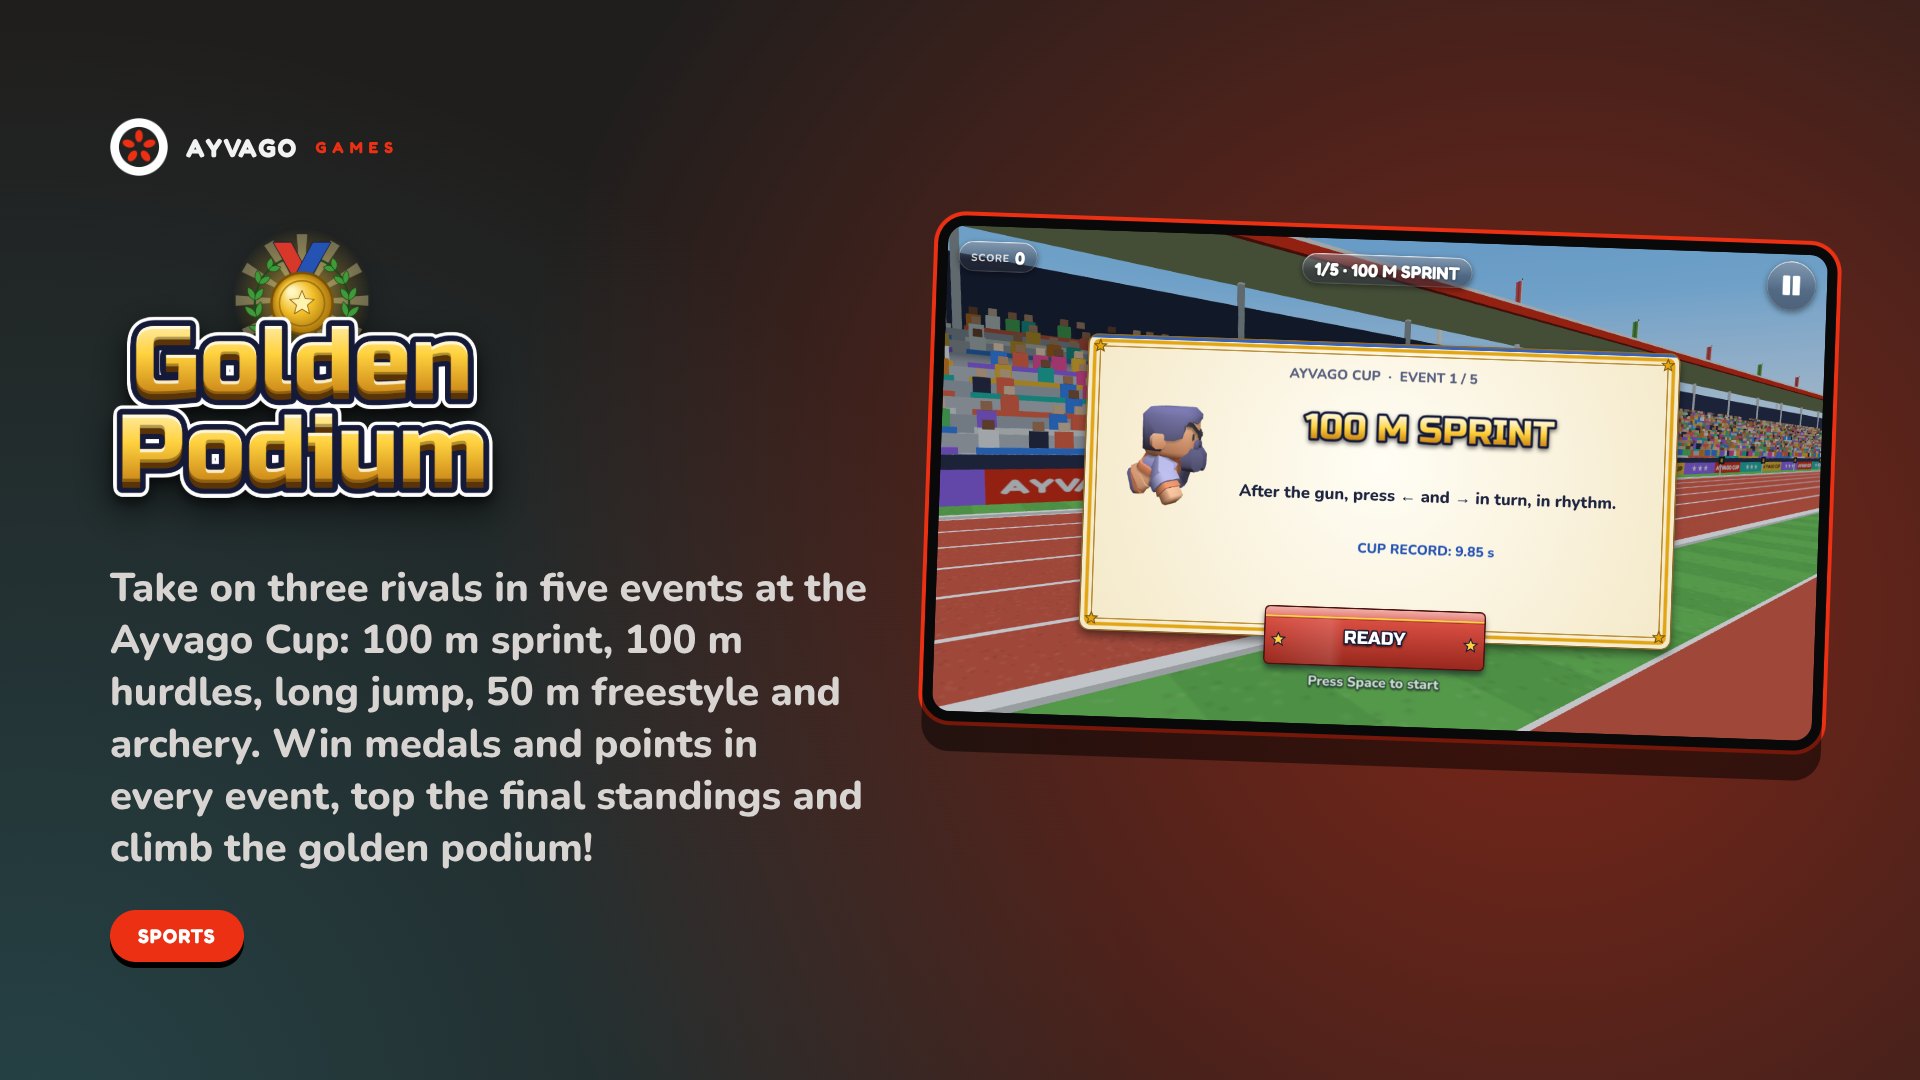 AYVAGO GAMES
Golden
Podium
Take on three rivals in five events at the
Ayvago Cup: 100 m sprint, 100 m
hurdles, long jump, 50 m freestyle and
archery. Win medals and points in
every event, top the final standings and
climb the golden podium!
SPORTS
SCORE 0
1/5 · 100 M SPRINT
AYVAGO CUP · EVENT 1 / 5
100 M SPRINT
After the gun, press ← and → in turn, in rhythm.
CUP RECORD: 9.85 s
READY
Press Space to start